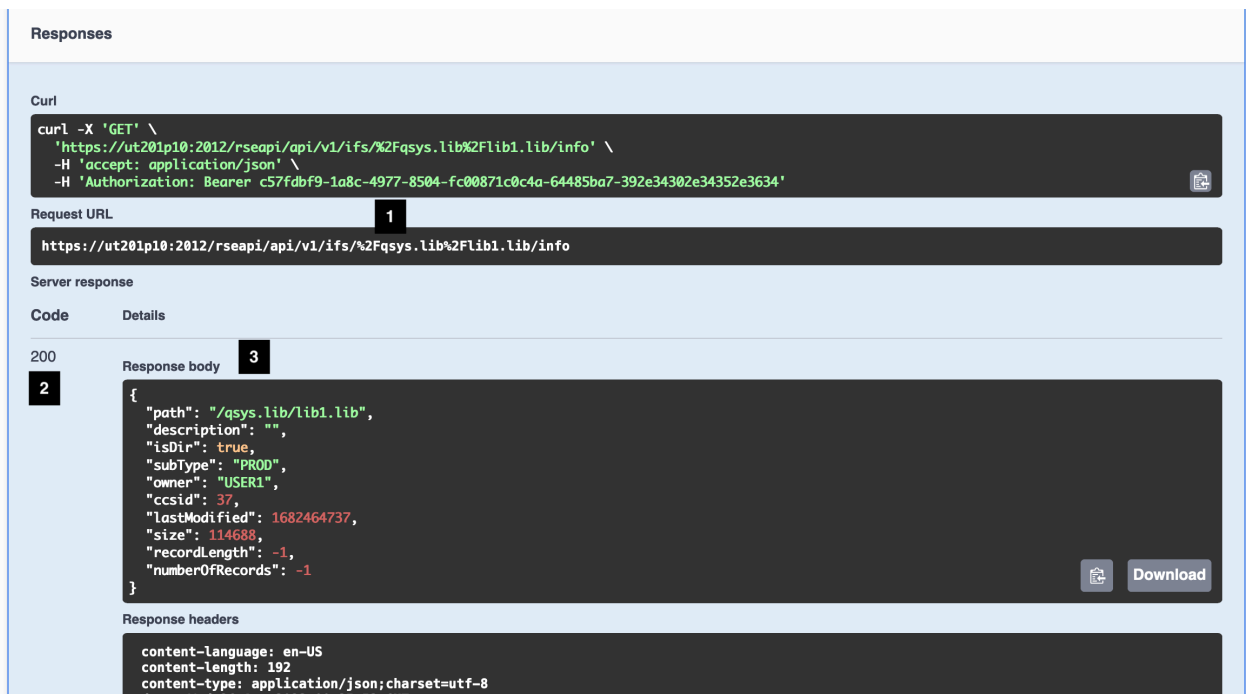 Responses
Curl
curl -X 'GET' \
'https://ut201p10:2012/rseapi/api/v1/ifs/%2Fqsys.lib%2Flib1.lib/info' \
-H 'accept: application/json' \
-H 'Authorization: Bearer c57fdbf9-1a8c-4977-8504-fc00871c0c4a-64485ba7-392e34302e34352e3634'
Request URL
1
https://ut201p10:2012/rseapi/api/v1/ifs/%2Fqsys.lib%2Flib1.lib/info
Server response
Code Details
200
2
Response body
3
{
"path": "/qsys.lib/lib1.lib",
"description": "",
"isDir": true,
"subType": "PROD",
"owner": "USER1",
"ccsid": 37,
"lastModified": 1682464737,
"size": 114688,
"recordLength": -1,
"numberOfRecords": -1
}
Download
Response headers
content-language: en-US
content-length: 192
content-type: application/json;charset=utf-8